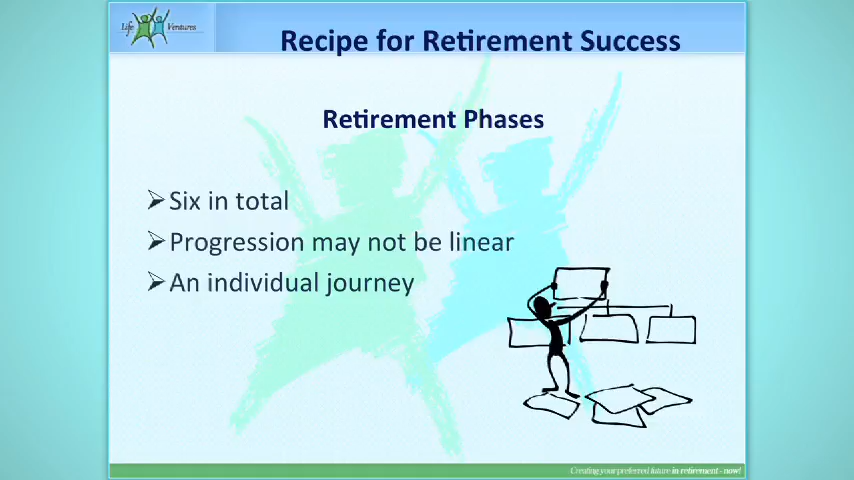 Life Ventures
Recipe for Retirement Success
Retirement Phases
Six in total
Progression may not be linear
An individual journey
Creating your preferred future in retirement - now!